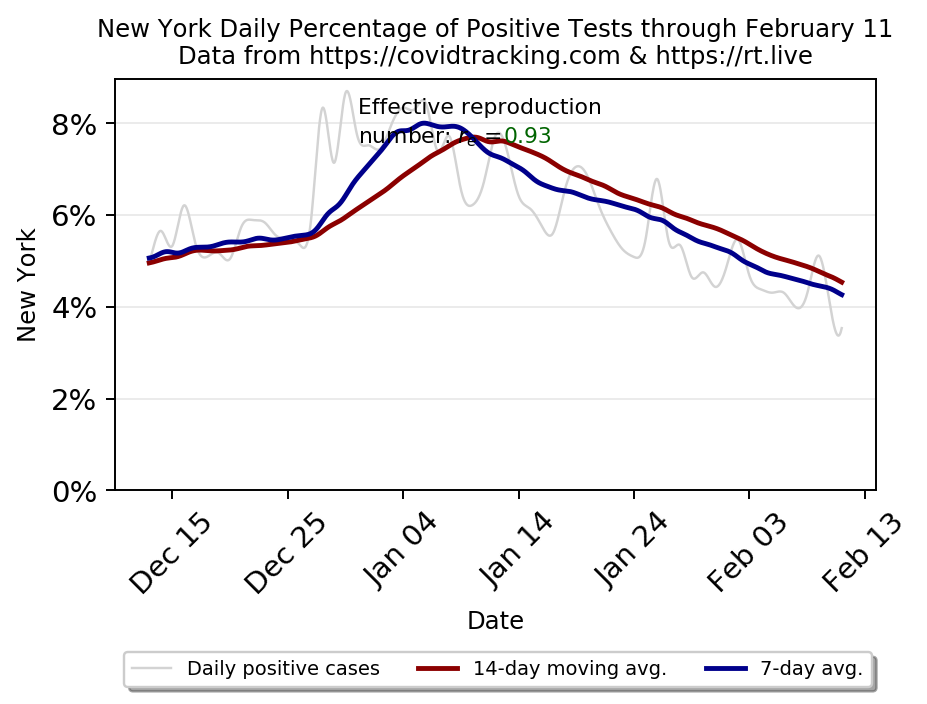 New York Daily Percentage of Positive Tests through February 11
Data from https://covidtracking.com & https://rt.live
Effective reproduction
number: Rₑ =0.93
8%
6%
4%
2%
0%
New York
Dec 15
Dec 25
Jan 04
Jan 14
Jan 24
Feb 03
Feb 13
Date
Daily positive cases
14-day moving avg.
7-day avg.